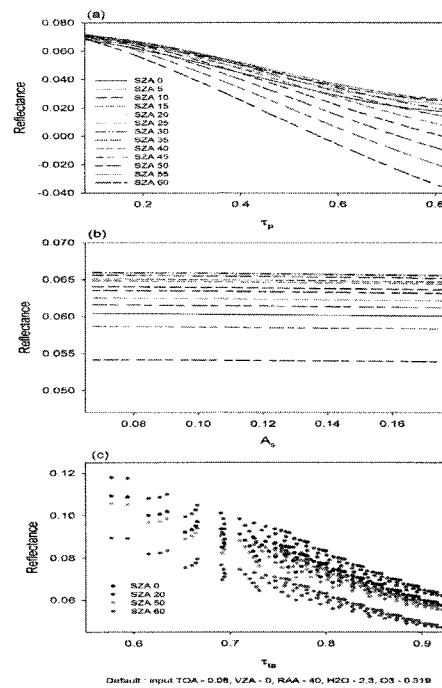 (a)
0.080
0.060
0.040
0.020
0.000
-0.020
-0.040
Reflectance
SZA 0
SZA 5
SZA 10
SZA 15
SZA 20
SZA 25
SZA 30
SZA 35
SZA 40
SZA 45
SZA 50
SZA 55
SZA 60
0.2 0.4 0.6 0.8
τp
(b)
0.070
0.065
0.060
0.055
0.050
Reflectance
0.08 0.10 0.12 0.14 0.16
As
(c)
0.12
0.10
0.08
0.06
Reflectance
SZA 0
SZA 20
SZA 50
SZA 60
0.6 0.7 0.8 0.9
Default : input TOA - 0.08, VZA - 0, RAA - 40, H2O - 2.3, O3 - 0.319